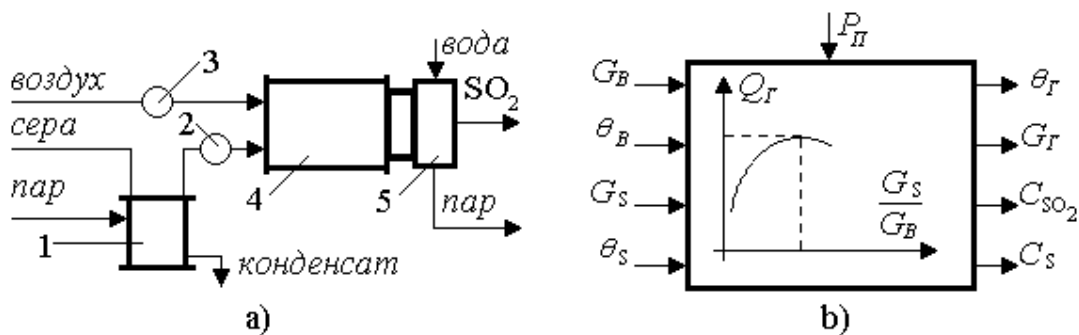 воздух
3
вода
SO₂
сера
2
пар
4
5
пар
1
конденсат
а)
P_П
G_B
θ_B
G_S
θ_S
Q_Г
G_S
G_B
θ_Г
G_Г
C_SO₂
C_S
b)